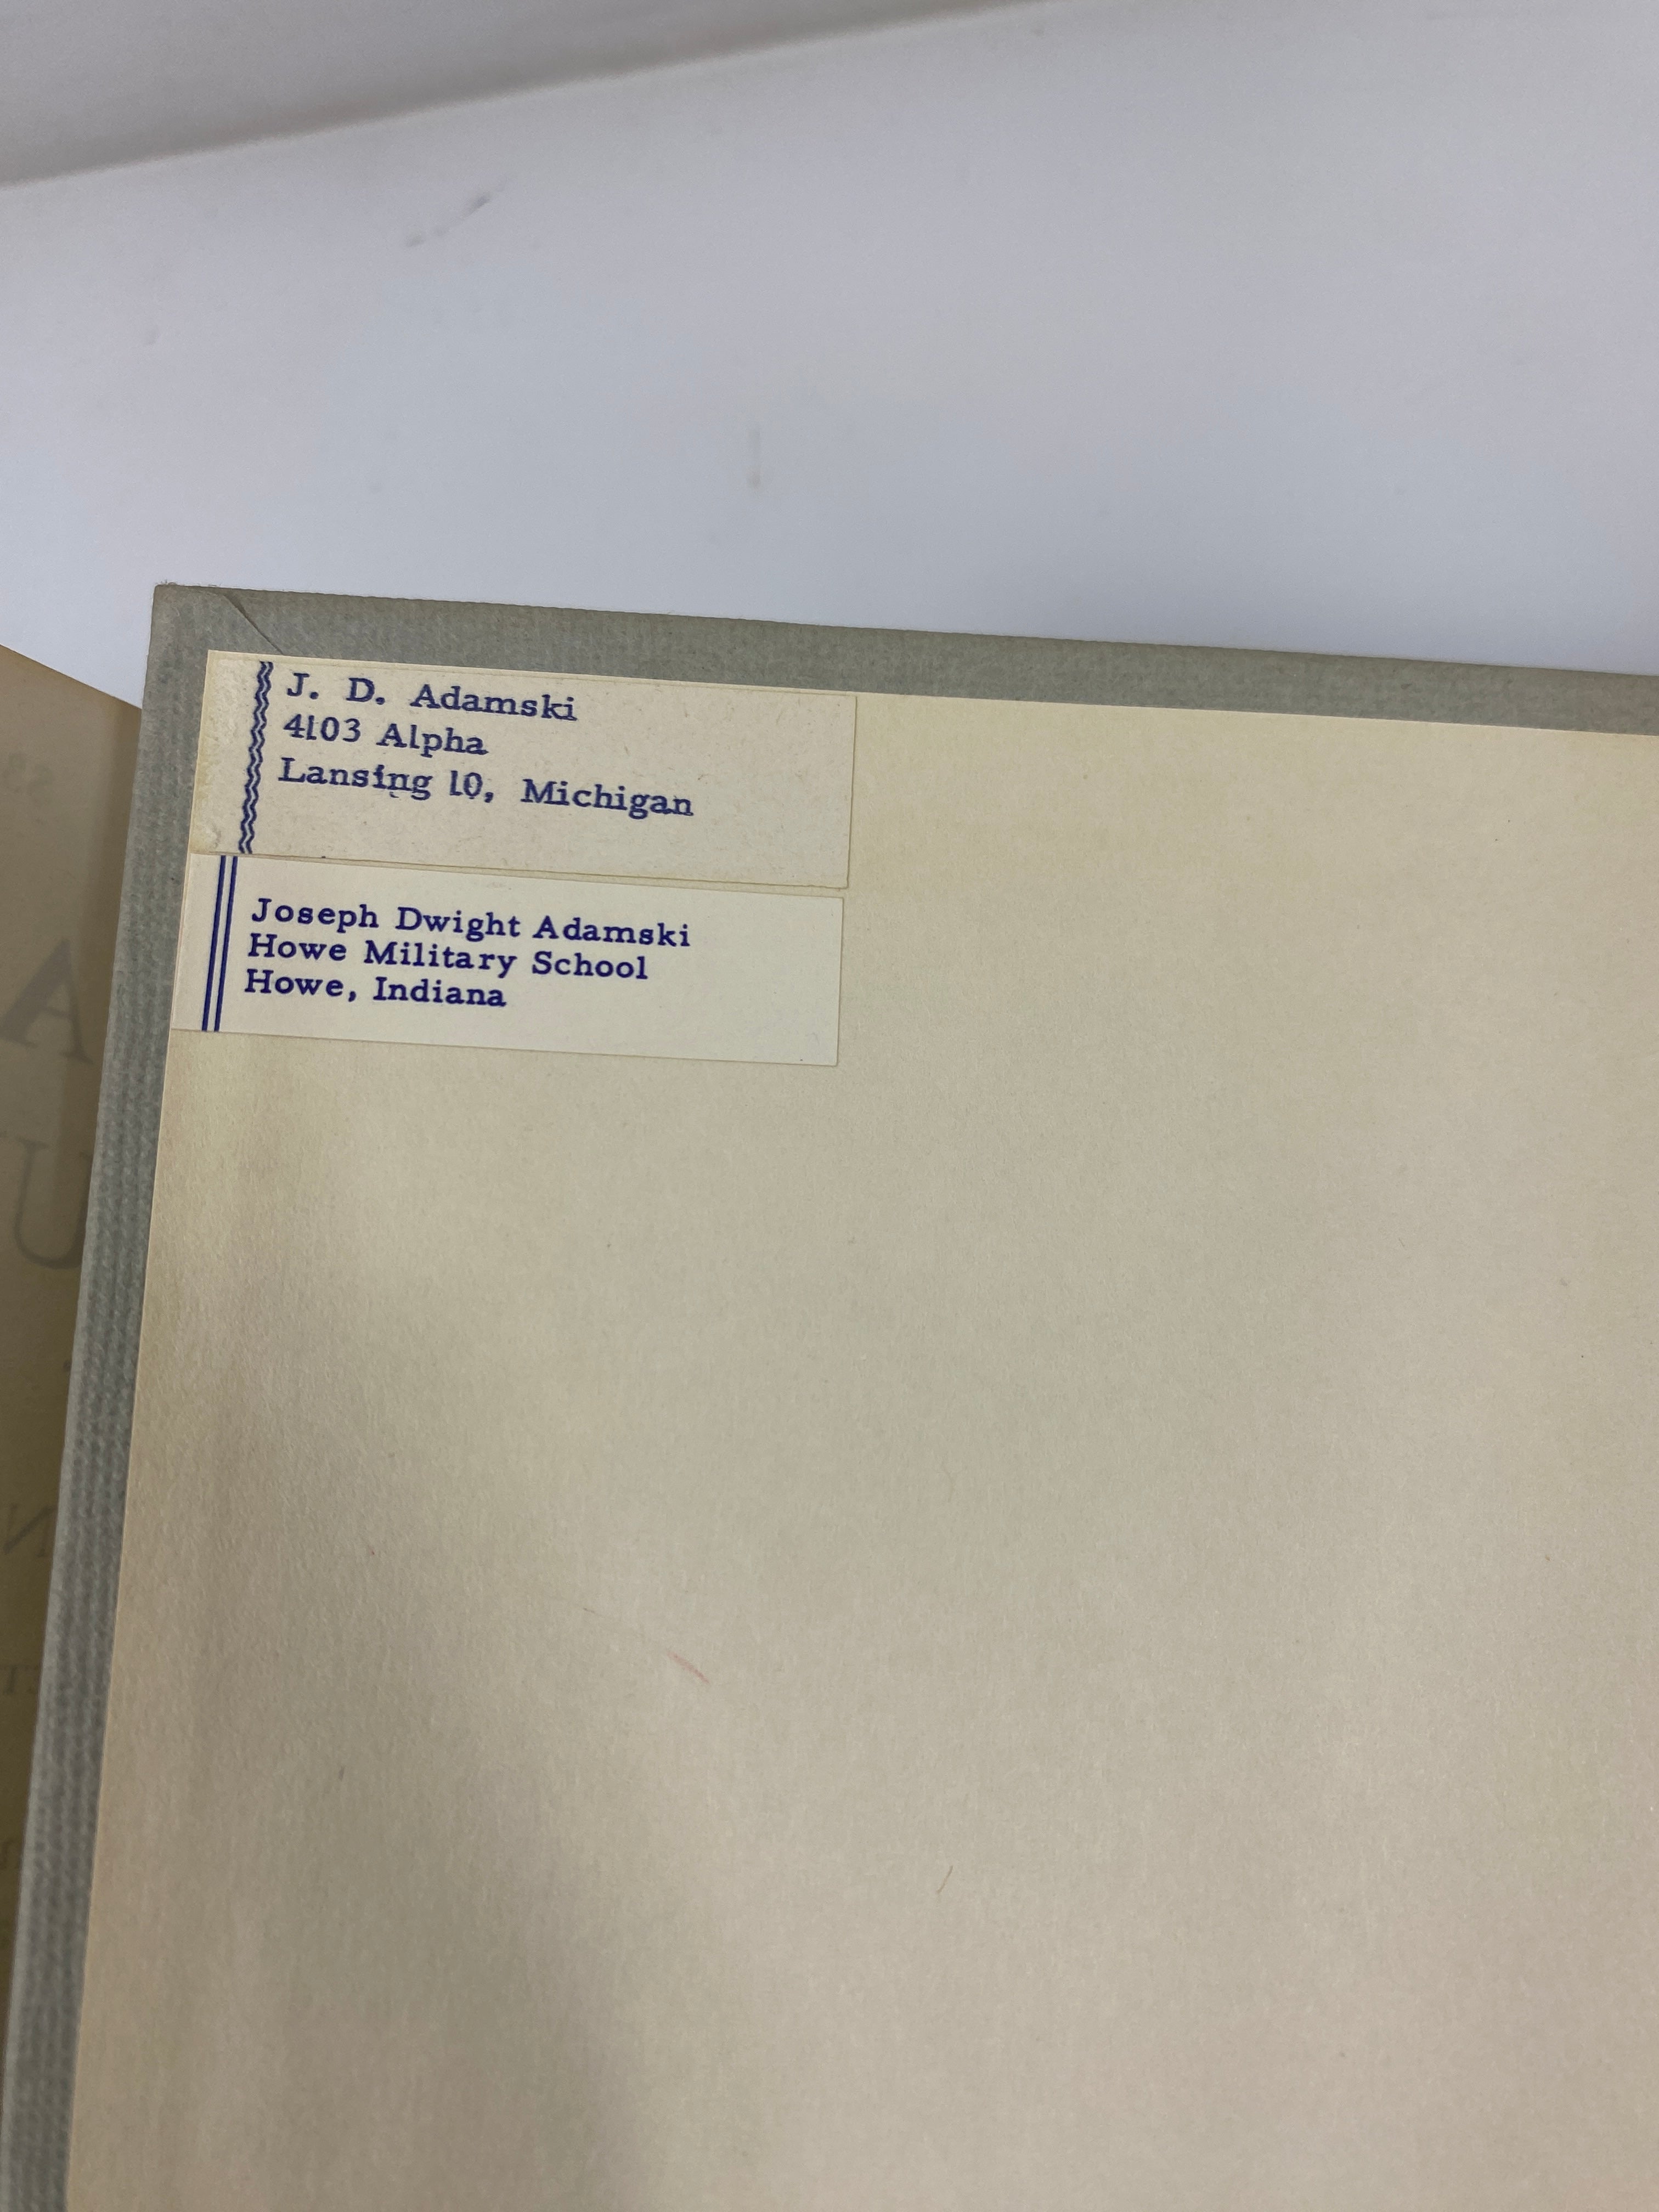 J. D. Adamski
4103 Alpha
Lansing 10, Michigan
Joseph Dwight Adamski
Howe Military School
Howe, Indiana
A
U